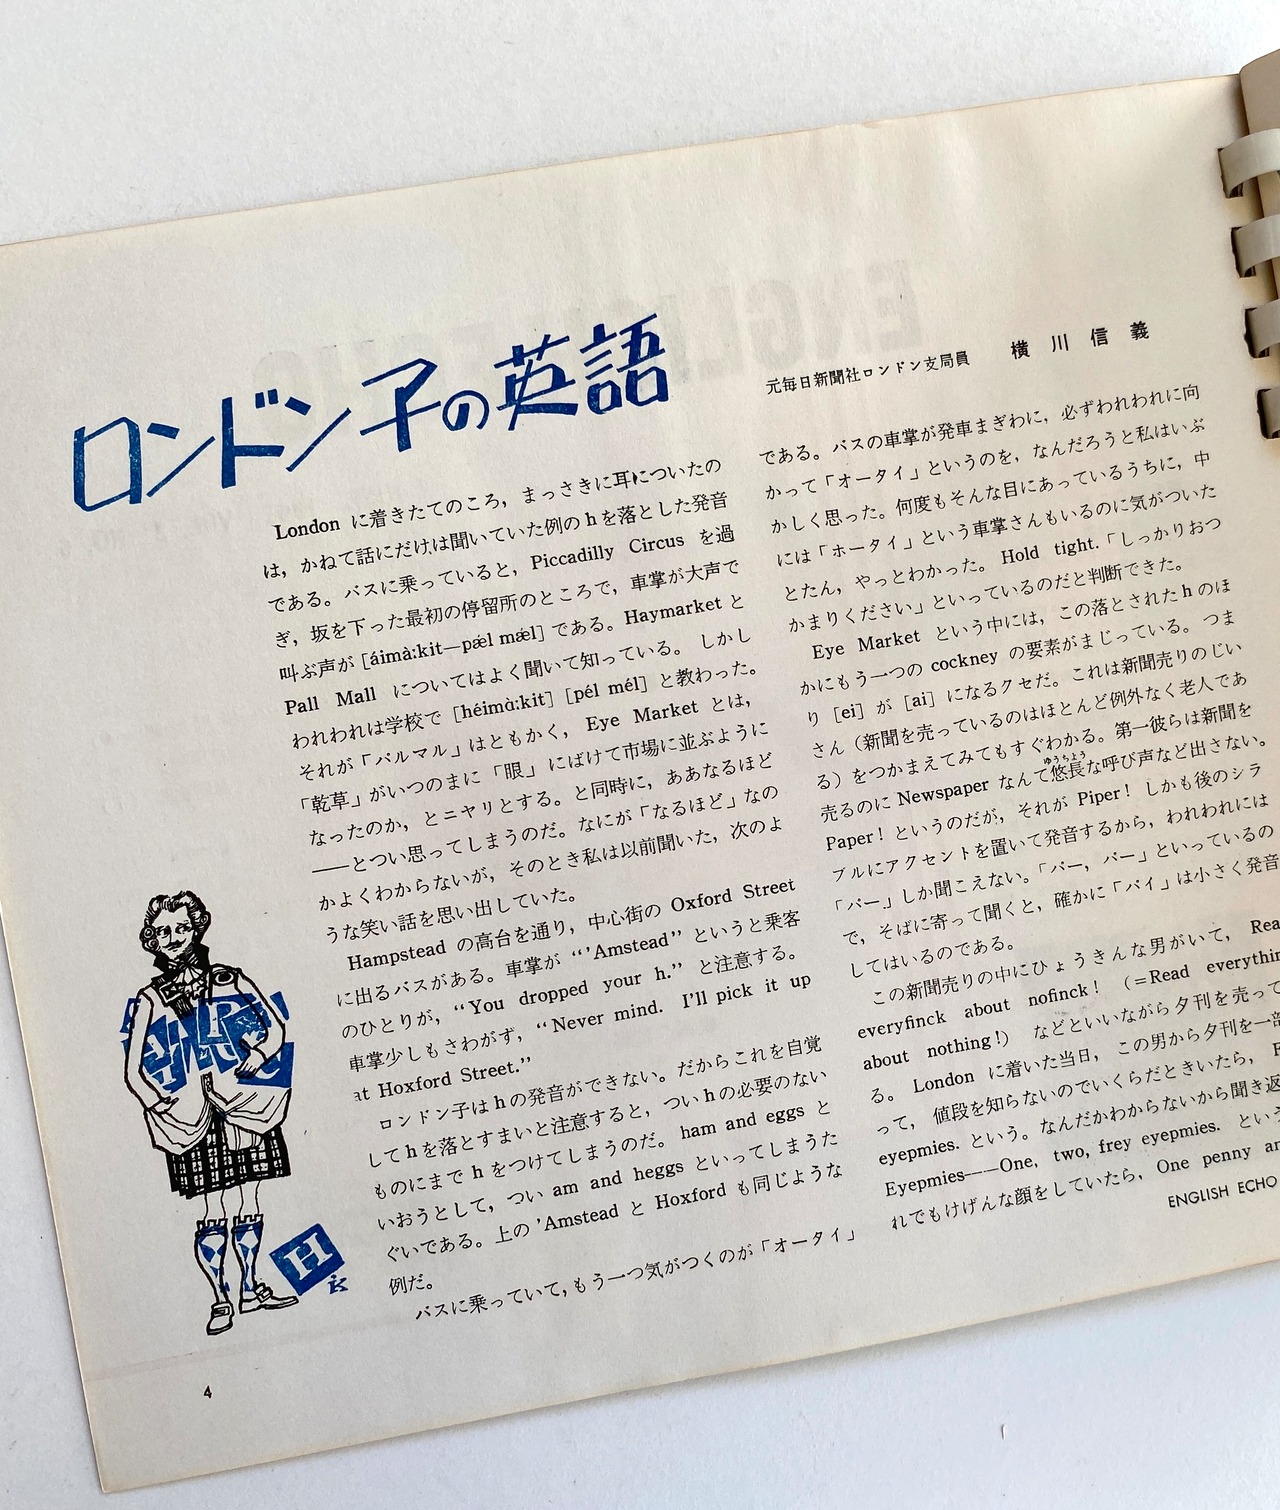 ロンドン子の英語
元毎日新聞社ロンドン支局員 横川信義
London に着きたてのころ，まっさきに耳についたの
は，かねて話にだけは聞いていた例のhを落とした発音
である。バスに乗っていると，Piccadilly Circus を過
ぎ，坂を下った最初の停留所のところで，車掌が大声で
叫ぶ声が [áimà:kit—pǽl mǽl] である。Haymarket と
Pall Mall についてはよく聞いて知っている。しかし
われわれは学校で [héimɑ̀:kit] [pél mél] と教わった。
それが「パルマル」はともかく，Eye Market とは，
「乾草」がいつのまに「眼」にばけて市場に並ぶように
なったのか，とニヤリとする。と同時に，ああなるほど
——とつい思ってしまうのだ。なにが「なるほど」なの
かよくわからないが，そのとき私は以前聞いた，次のよ
うな笑い話を思い出していた。
Hampstead の高台を通り，中心街の Oxford Street
に出るバスがある。車掌が “’Amstead” というと乗客
のひとりが，“You dropped your h.” と注意する。
車掌少しもさわがず，“Never mind. I’ll pick it up
at Hoxford Street.”
ロンドン子はhの発音ができない。だからこれを自覚
してhを落とすまいと注意すると，ついhの必要のない
ものにまで h をつけてしまうのだ。ham and eggs と
いおうとして，つい am and heggs といってしまうた
ぐいである。上の ’Amstead と Hoxford も同じような
例だ。
バスに乗っていて，もう一つ気がつくのが「オータイ」
である。バスの車掌が発車まぎわに，必ずわれわれに向
かって「オータイ」というのを，なんだろうと私はいぶ
かしく思った。何度もそんな目にあっているうちに，中
には「ホータイ」という車掌さんもいるのに気がついた
とたん，やっとわかった。Hold tight.「しっかりおつ
かまりください」といっているのだと判断できた。
Eye Market という中には，この落とされたhのほ
かにもう一つの cockney の要素がまじっている。つま
り [ei] が [ai] になるクセだ。これは新聞売りのじい
さん（新聞を売っているのはほとんど例外なく老人であ
る）をつかまえてみてもすぐわかる。第一彼らは新聞を
売るのに Newspaper なんて悠長(ゆうちょう)な呼び声など出さない。
Paper! というのだが，それが Piper! しかも後のシラ
ブルにアクセントを置いて発音するから，われわれには
「パー」しか聞こえない。「パー，パー」といっているの
で，そばに寄って聞くと，確かに「パイ」は小さく発音
してはいるのである。
この新聞売りの中にひょうきんな男がいて，
everyfinck about nofinck! (=Read
about nothing!) などといいながら夕刊を売って
る。London に着いた当日，この男から夕刊を一部
って，値段を知らないのでいくらだときいたら，
eyepmies. という。なんだかわからないから聞き返
Eyepmies——One, two, frey eyepmies. という
れでもけげんな顔をしていたら，One penny
ENGLISH ECHO
H
4